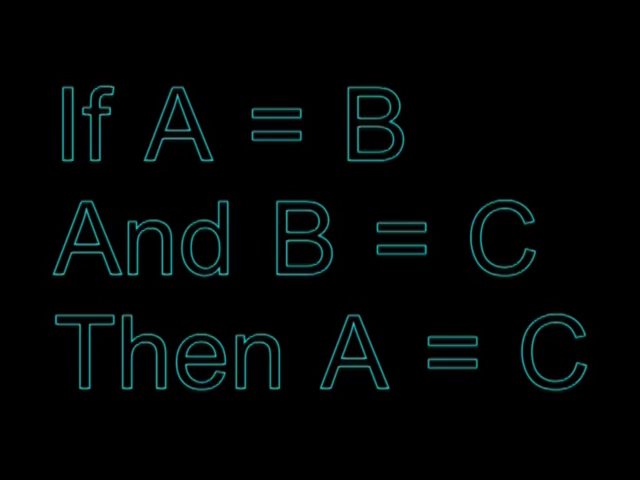 If A = B
And B = C
Then A = C